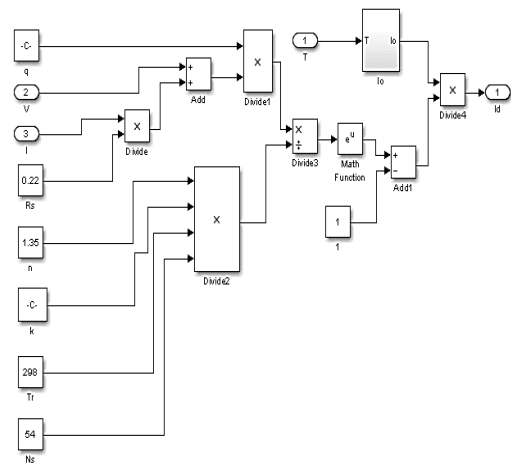 -C-
q
2
V
3
I
0.22
Rs
1.35
n
-C-
k
298
Tr
54
Ns
×
Divide
+
+
Add
×
Divide1
×
Divide2
×
÷
Divide3
e^u
Math
Function
1
1
+
−
Add1
1
T
T
Io
Io
×
Divide4
1
Id